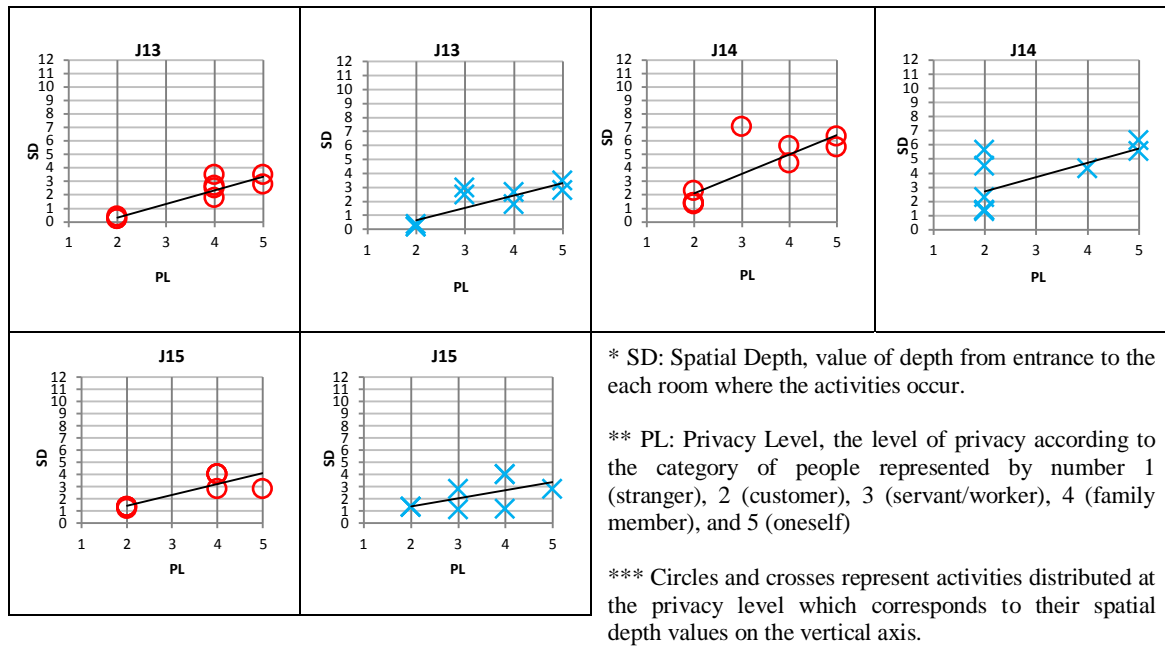 J13
12
11
10
9
8
7
6
5
4
3
2
1
0
SD
1 2 3 4 5
PL
J13
12
11
10
9
8
7
6
5
4
3
2
1
0
SD
1 2 3 4 5
PL
J14
12
11
10
9
8
7
6
5
4
3
2
1
0
SD
1 2 3 4 5
PL
J14
12
11
10
9
8
7
6
5
4
3
2
1
0
SD
1 2 3 4 5
PL
J15
12
11
10
9
8
7
6
5
4
3
2
1
0
SD
1 2 3 4 5
PL
J15
12
11
10
9
8
7
6
5
4
3
2
1
0
SD
1 2 3 4 5
PL
* SD: Spatial Depth, value of depth from entrance to the
each room where the activities occur.
** PL: Privacy Level, the level of privacy according to
the category of people represented by number 1
(stranger), 2 (customer), 3 (servant/worker), 4 (family
member), and 5 (oneself)
*** Circles and crosses represent activities distributed at
the privacy level which corresponds to their spatial
depth values on the vertical axis.